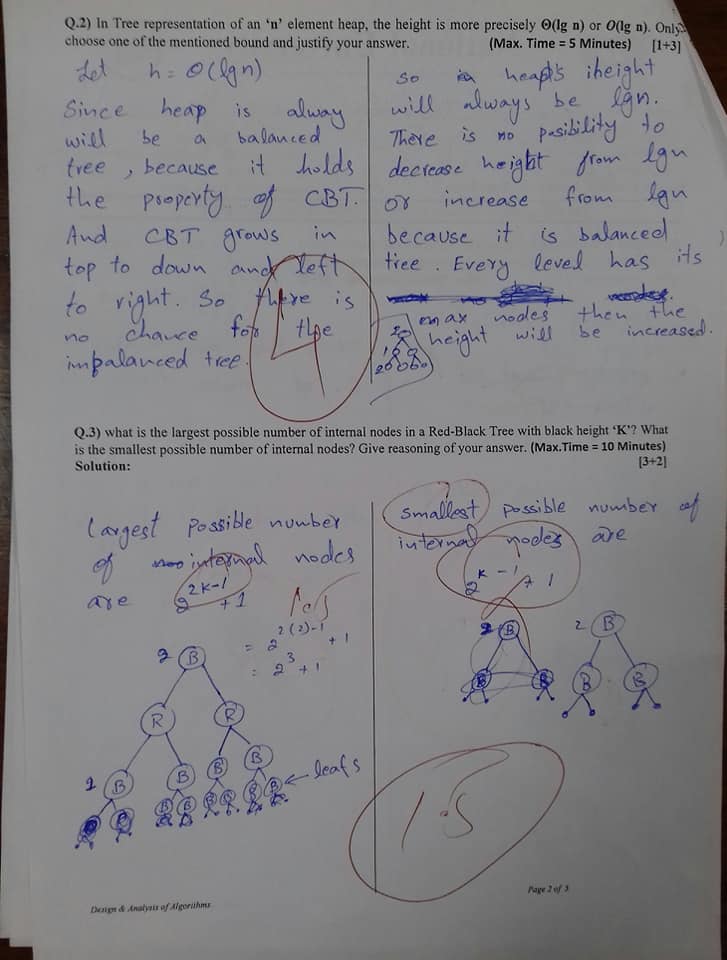 Q.2) In Tree representation of an ‘n’ element heap, the height is more precisely Θ(lg n) or O(lg n). Only
choose one of the mentioned bound and justify your answer. (Max. Time = 5 Minutes) [1+3]
Let h = Θ(lgn)
Since heap is alway
will be a balanced
tree, because it holds
the property of CBT.
And CBT grows in
top to down and left
to right. So there is
no chance for the
imbalanced tree.
4
so heap's height
will always be lgn.
There is no posibility to
decrease height from lgn
or increase from lgn
because it is balanced
tree. Every level has its
max nodes then the
height will be increased.
Q.3) what is the largest possible number of internal nodes in a Red-Black Tree with black height ‘K’? What
is the smallest possible number of internal nodes? Give reasoning of your answer. (Max.Time = 10 Minutes)
Solution: [3+2]
Largest possible number
of internal nodes
are 2^2K-1 + 1
= 2^2(2)-1 + 1
= 2^3 + 1
2 B
R R
1 B B B B
leafs
smallest possible number of
internal nodes are
2^K-1 + 1
2 B 2 B
B B B B
1.5
Page 2 of 3
Design & Analysis of Algorithms